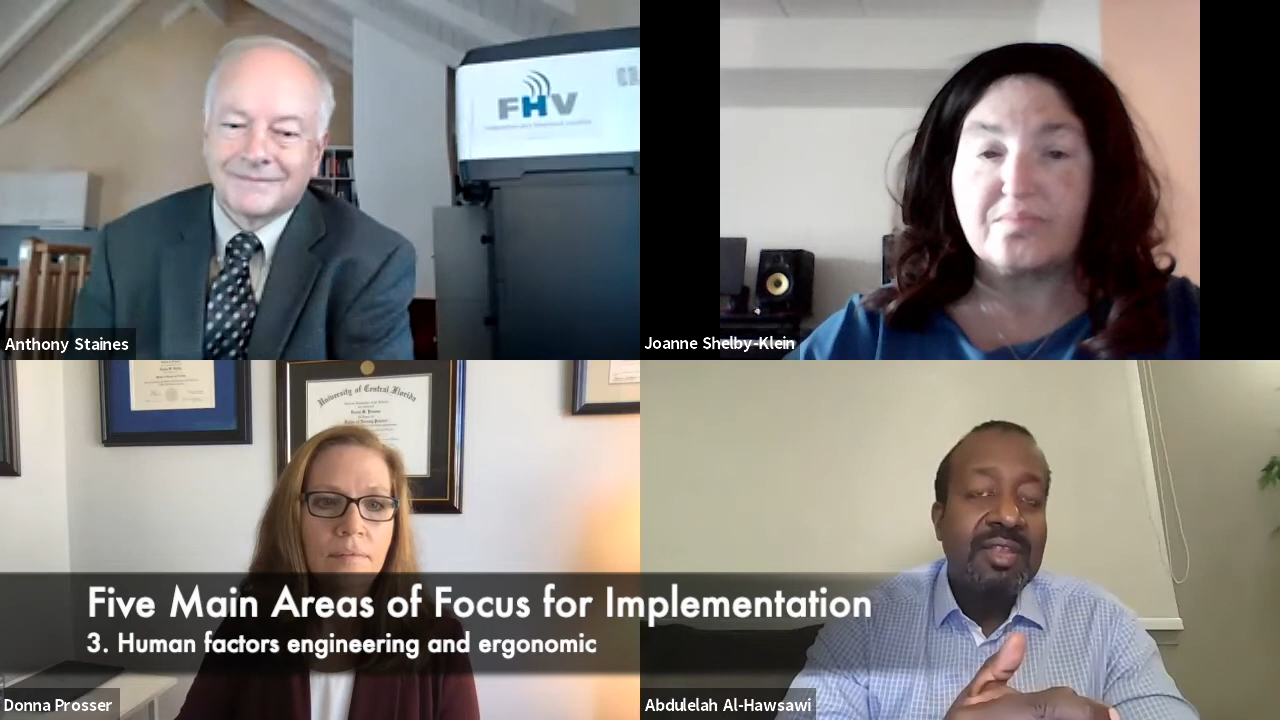 FHV
Anthony Staines
Joanne Shelby-Klein
University of Central Florida
Five Main Areas of Focus for Implementation
3. Human factors engineering and ergonomic
Donna Prosser
Abdulelah Al-Hawsawi